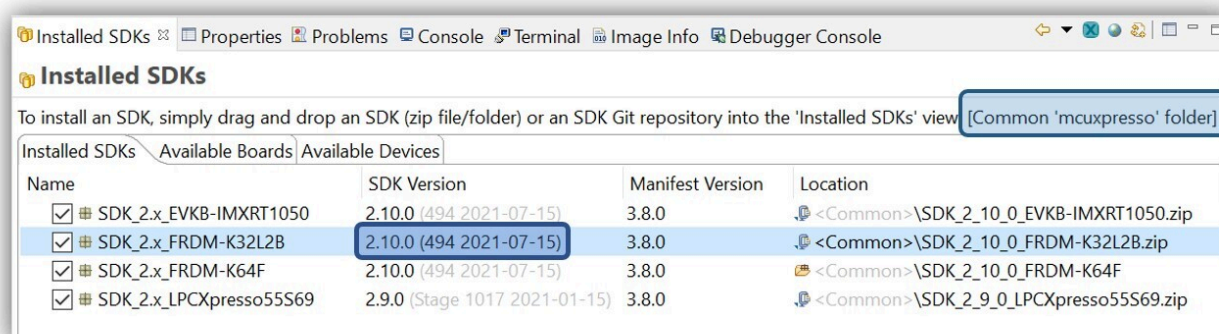 Installed SDKs Properties Problems Console Terminal Image Info Debugger Console
Installed SDKs
To install an SDK, simply drag and drop an SDK (zip file/folder) or an SDK Git repository into the 'Installed SDKs' view [Common 'mcuxpresso' folder]
Installed SDKs Available Boards Available Devices
Name SDK Version Manifest Version Location
SDK_2.x_EVKB-IMXRT1050 2.10.0 (494 2021-07-15) 3.8.0 <Common>\SDK_2_10_0_EVKB-IMXRT1050.zip
SDK_2.x_FRDM-K32L2B 2.10.0 (494 2021-07-15) 3.8.0 <Common>\SDK_2_10_0_FRDM-K32L2B.zip
SDK_2.x_FRDM-K64F 2.10.0 (494 2021-07-15) 3.8.0 <Common>\SDK_2_10_0_FRDM-K64F
SDK_2.x_LPCXpresso55S69 2.9.0 (Stage 1017 2021-01-15) 3.8.0 <Common>\SDK_2_9_0_LPCXpresso55S69.zip